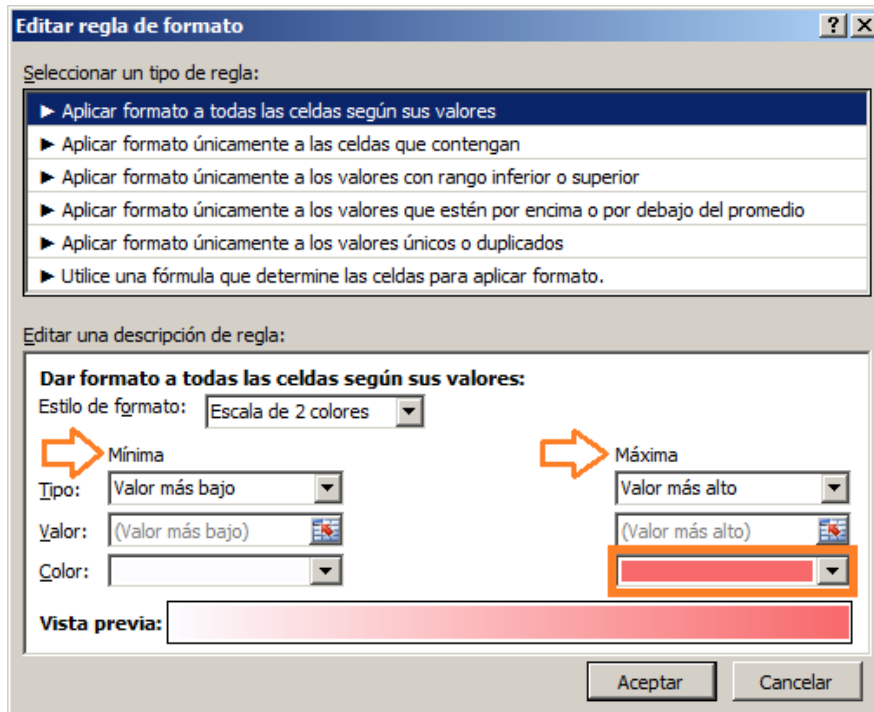 Editar regla de formato
Seleccionar un tipo de regla:
► Aplicar formato a todas las celdas según sus valores
► Aplicar formato únicamente a las celdas que contengan
► Aplicar formato únicamente a los valores con rango inferior o superior
► Aplicar formato únicamente a los valores que estén por encima o por debajo del promedio
► Aplicar formato únicamente a los valores únicos o duplicados
► Utilice una fórmula que determine las celdas para aplicar formato.
Editar una descripción de regla:
Dar formato a todas las celdas según sus valores:
Estilo de formato: Escala de 2 colores
Mínima Máxima
Tipo: Valor más bajo Valor más alto
Valor: (Valor más bajo) (Valor más alto)
Color:
Vista previa:
Aceptar Cancelar